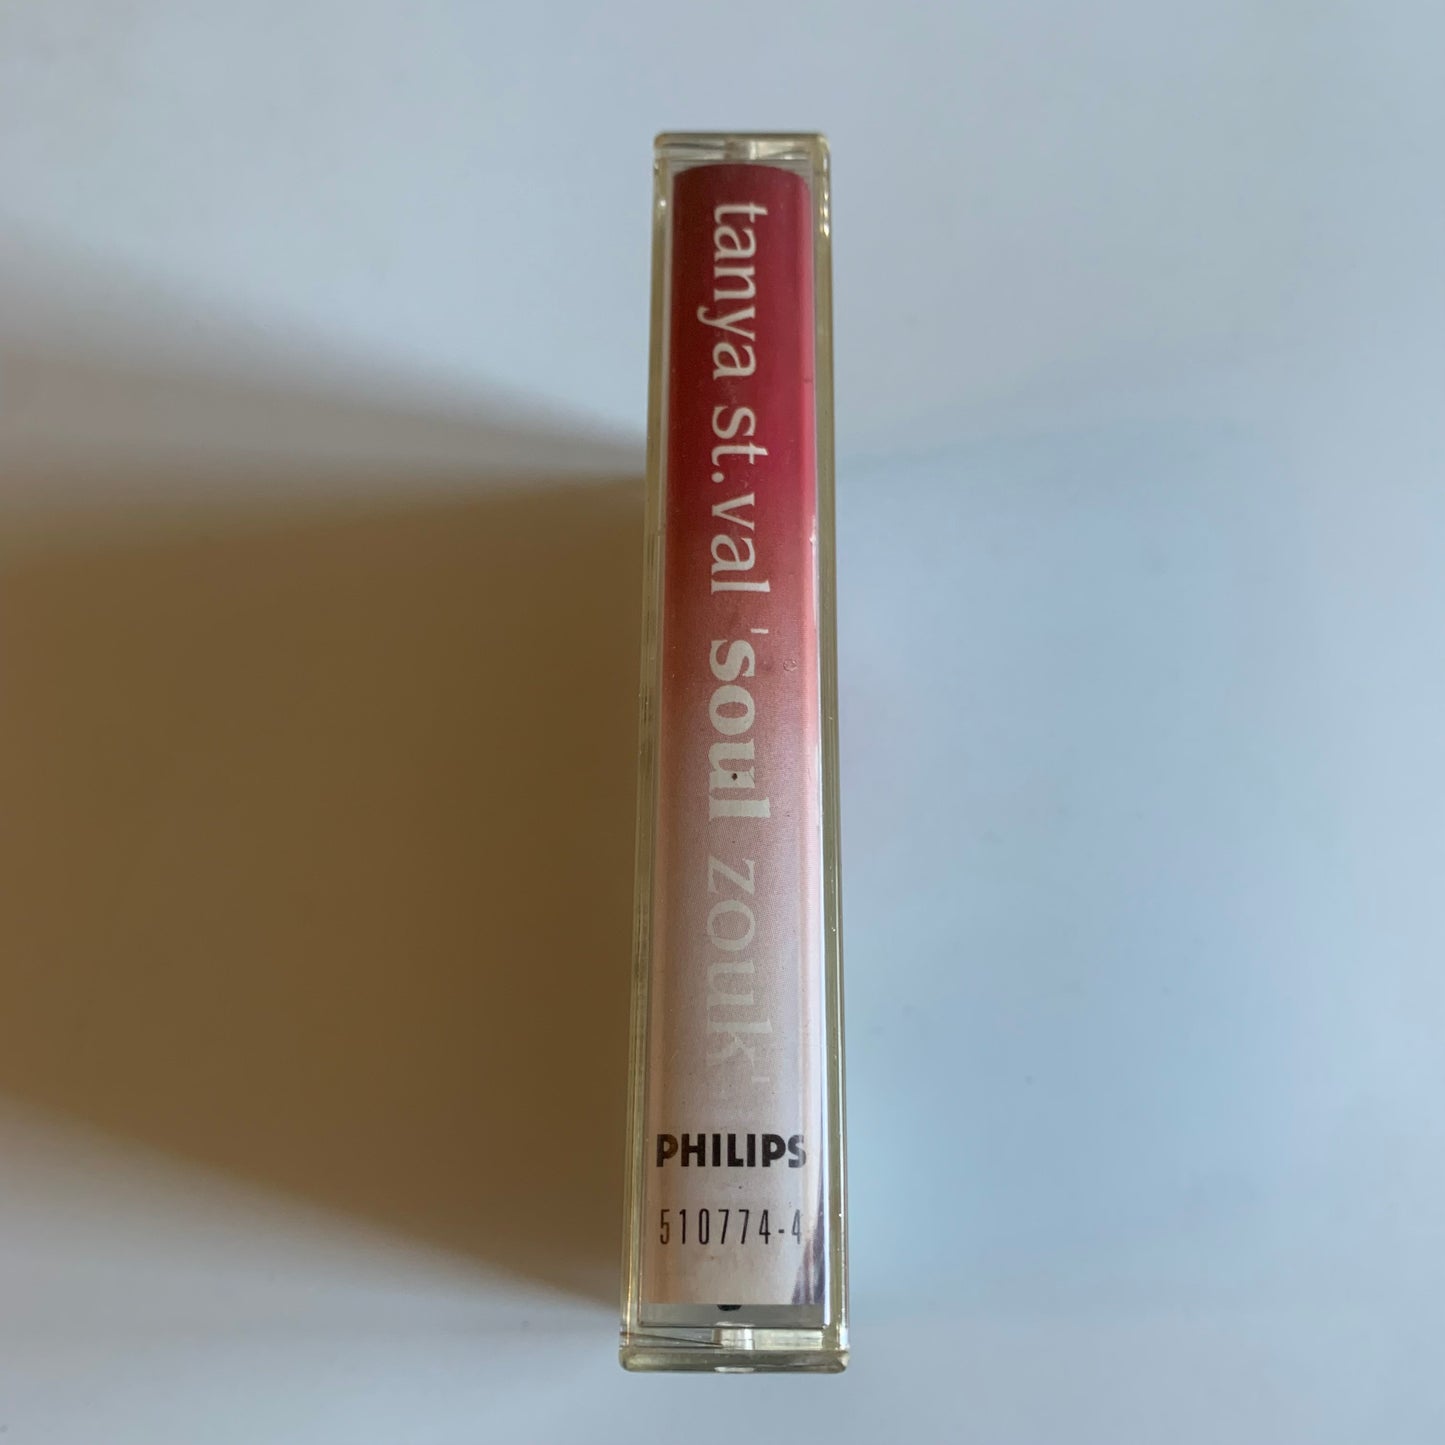 tanya st.val 'soul zouk'
PHILIPS
510774-4